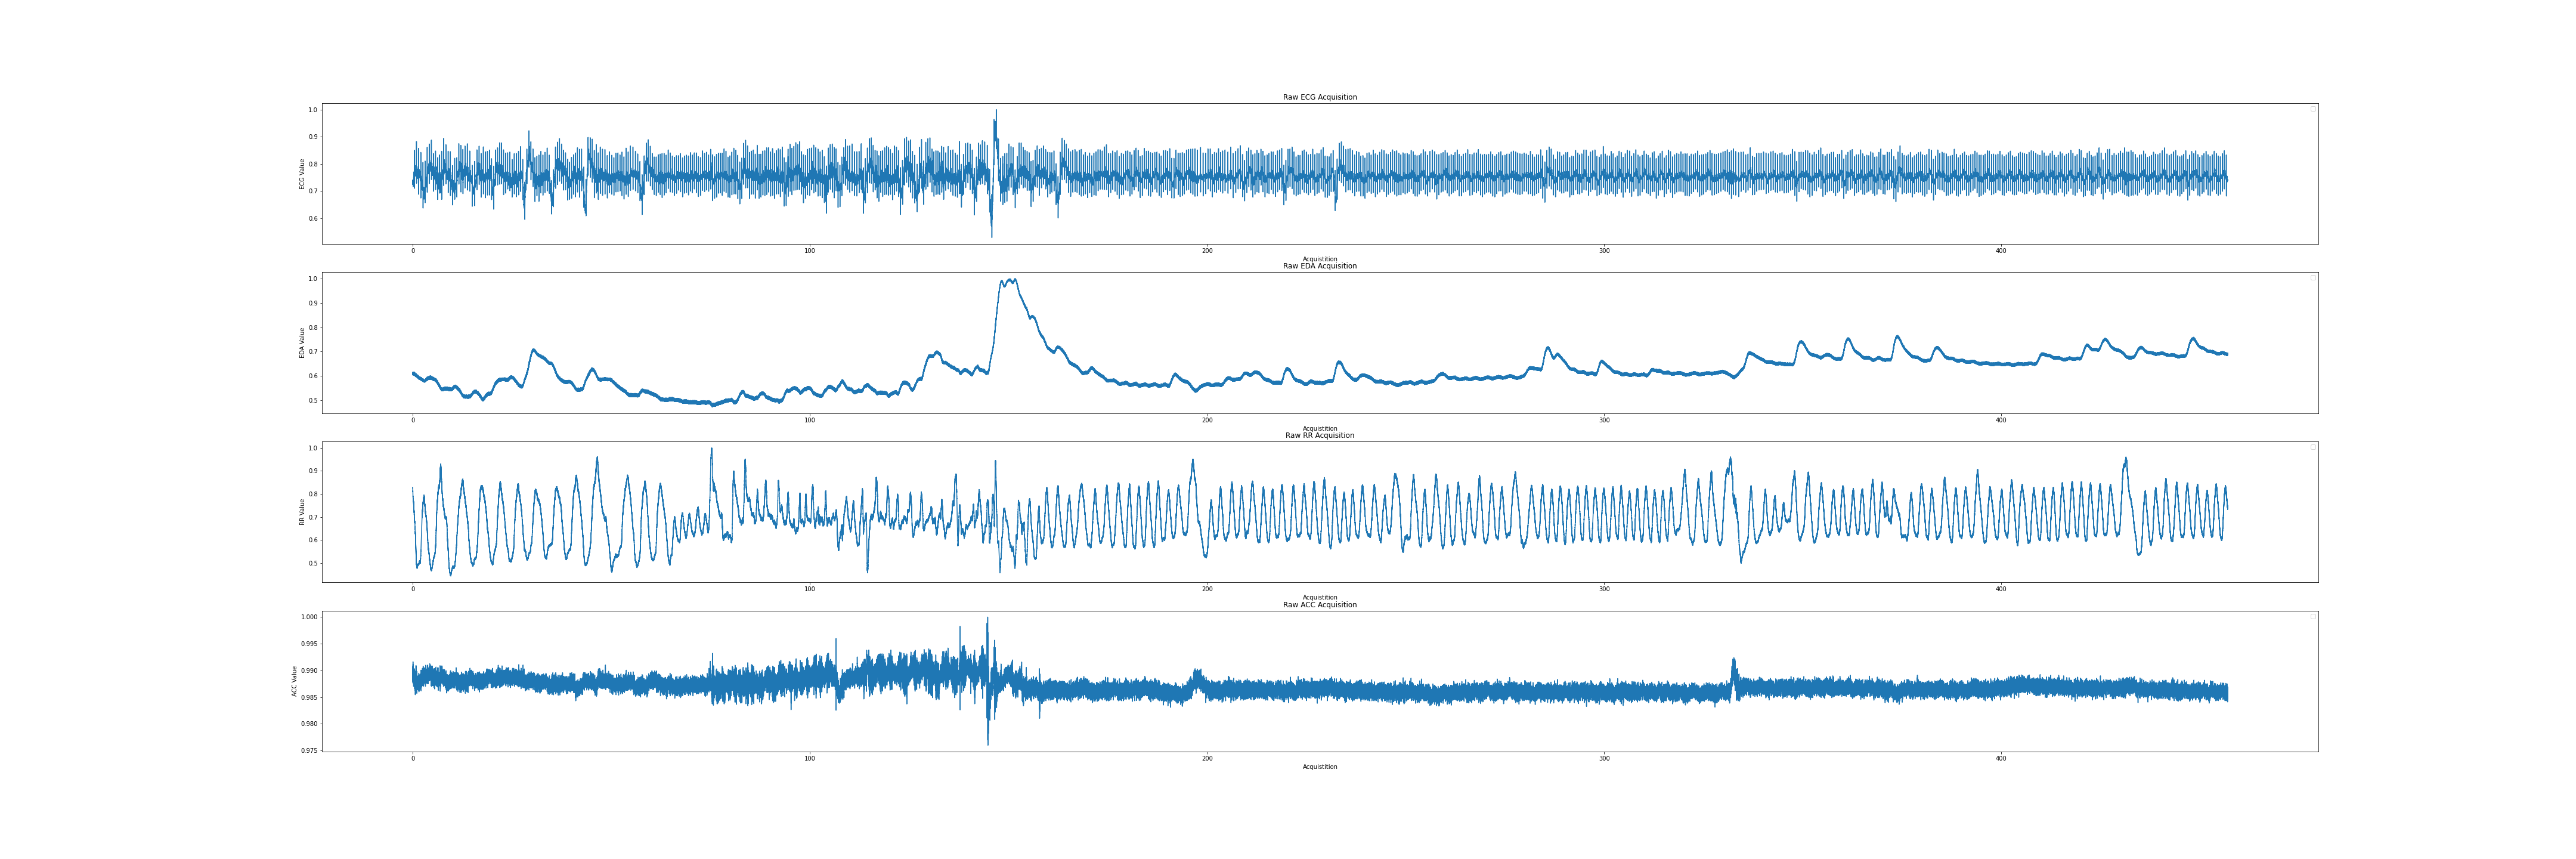 Raw ECG Acquisition
1.0
0.9
0.8
0.7
0.6
ECG Value
0 100 200 300 400
Acquistition
Raw EDA Acquisition
1.0
0.9
0.8
0.7
0.6
0.5
EDA Value
0 100 200 300 400
Acquistition
Raw RR Acquisition
1.0
0.9
0.8
0.7
0.6
0.5
RR Value
0 100 200 300 400
Acquistition
Raw ACC Acquisition
1.000
0.995
0.990
0.985
0.980
0.975
ACC Value
0 100 200 300 400
Acquistition